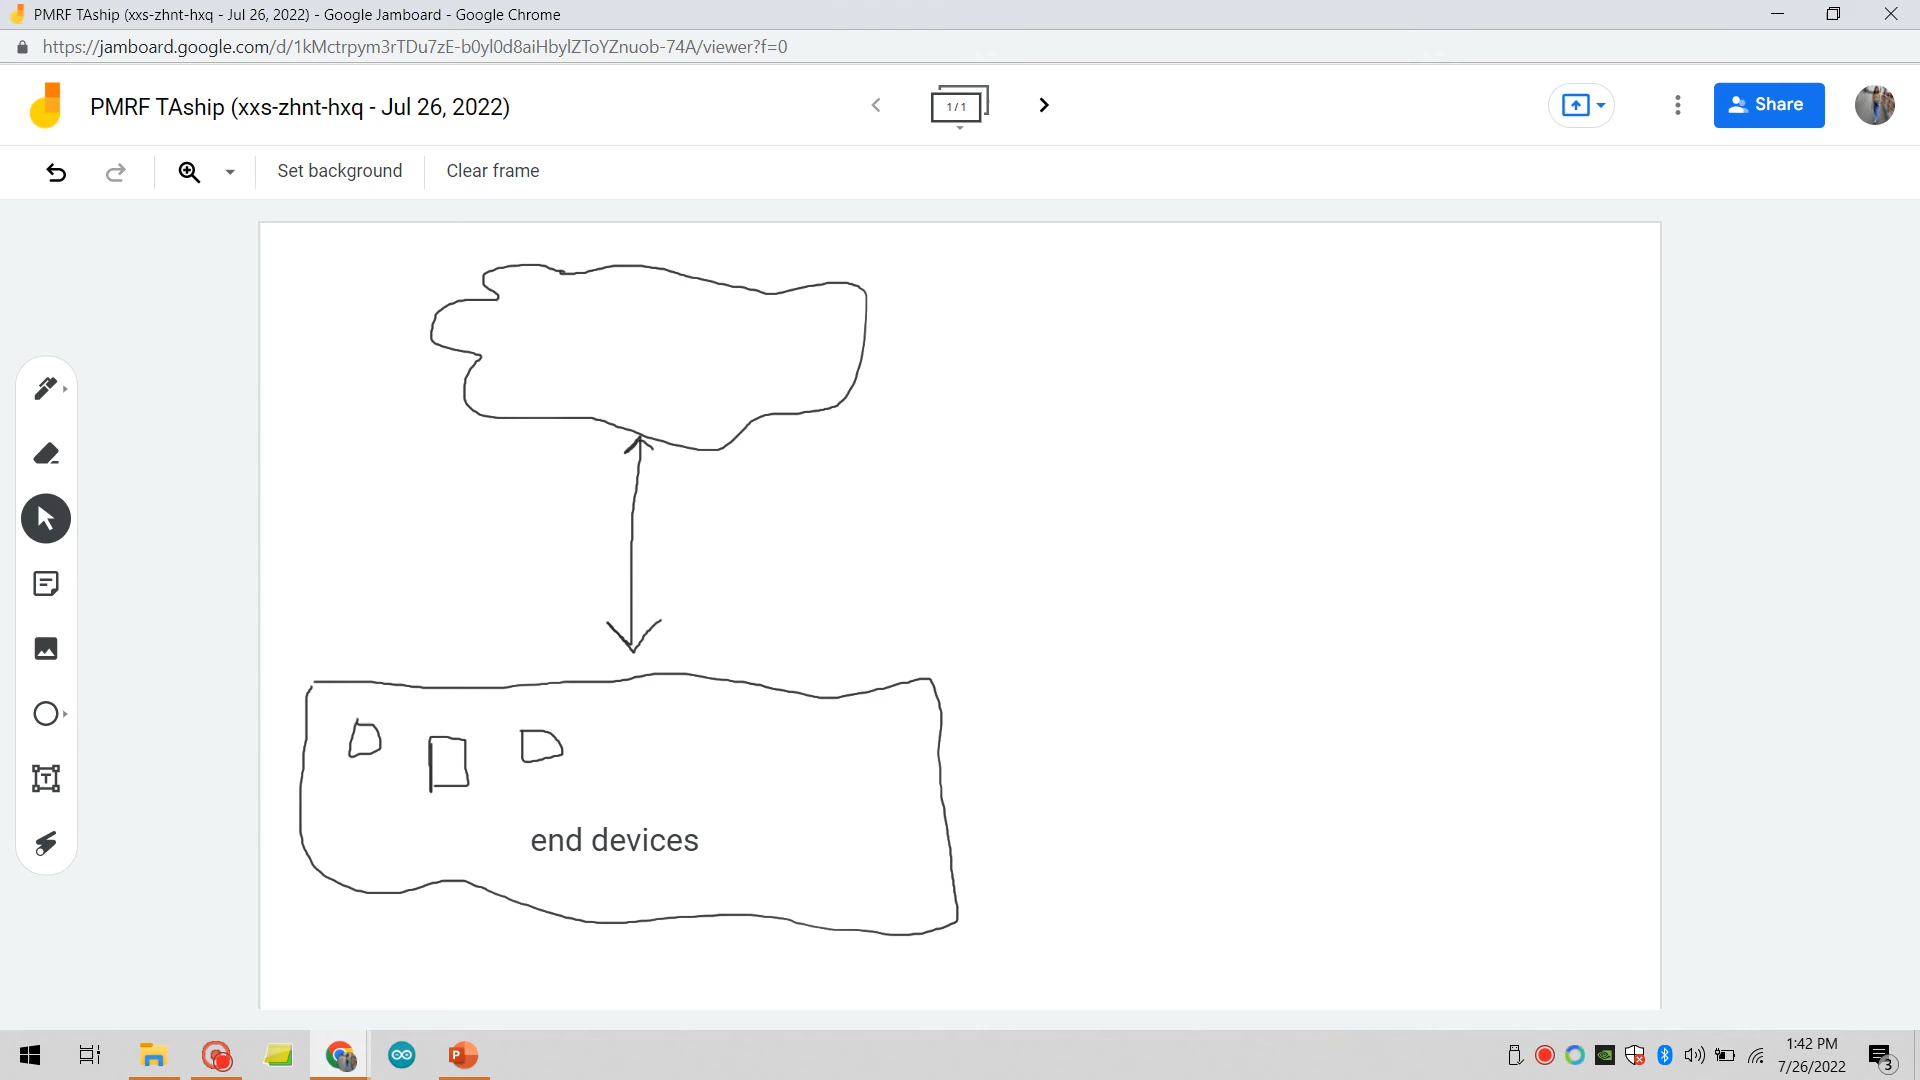 PMRF TAship (xxs-zhnt-hxq - Jul 26, 2022) - Google Jamboard - Google Chrome
https://jamboard.google.com/d/1kMctrpym3rTDu7zE-b0yl0d8aiHbylZToYZnuob-74A/viewer?f=0
PMRF TAship (xxs-zhnt-hxq - Jul 26, 2022)
1 / 1
Share
Set background
Clear frame
end devices
1:42 PM
7/26/2022
3